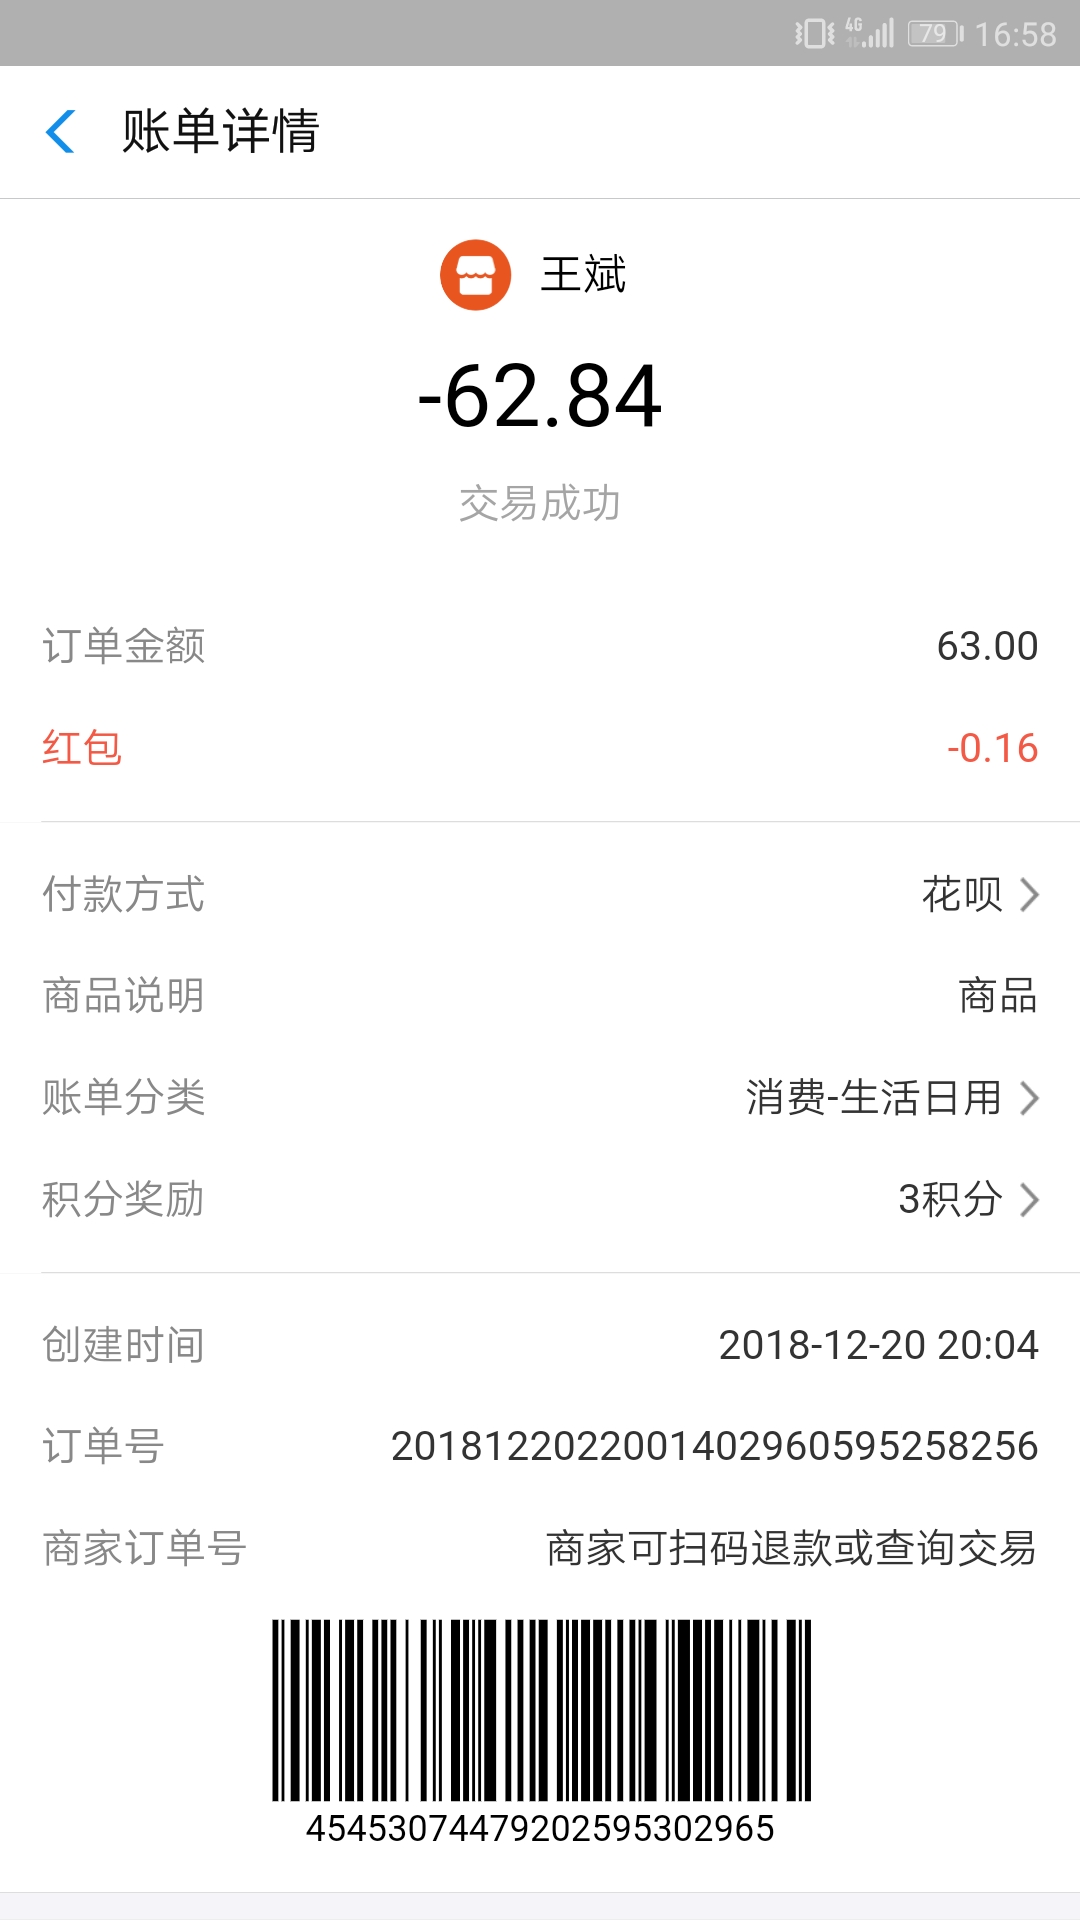 4G 79 16:58
账单详情
王斌
-62.84
交易成功
订单金额 63.00
红包 -0.16
付款方式 花呗
商品说明 商品
账单分类 消费-生活日用
积分奖励 3积分
创建时间 2018-12-20 20:04
订单号 2018122022001402960595258256
商家订单号 商家可扫码退款或查询交易
45453074479202595302965